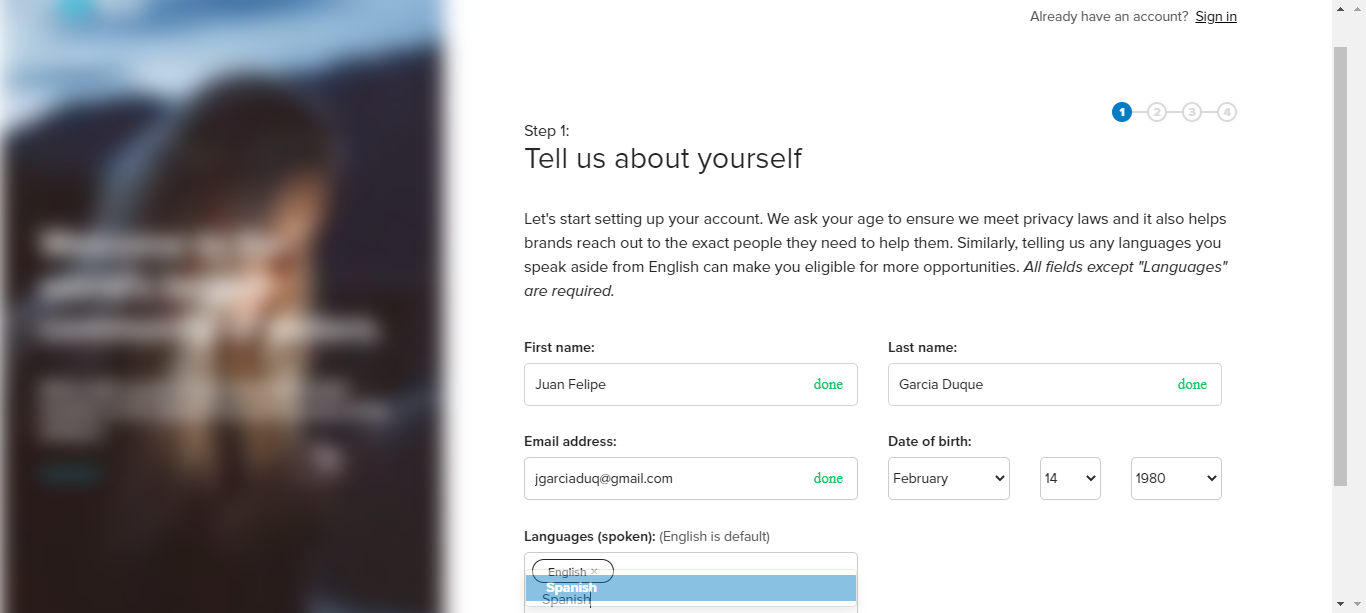 Already have an account? Sign in
1 2 3 4
Step 1:
Tell us about yourself
Let's start setting up your account. We ask your age to ensure we meet privacy laws and it also helps
brands reach out to the exact people they need to help them. Similarly, telling us any languages you
speak aside from English can make you eligible for more opportunities. All fields except "Languages"
are required.
First name: Last name:
Juan Felipe done Garcia Duque done
Email address: Date of birth:
jgarciaduq@gmail.com done February 14 1980
Languages (spoken): (English is default)
English ×
Spanish
Spanish